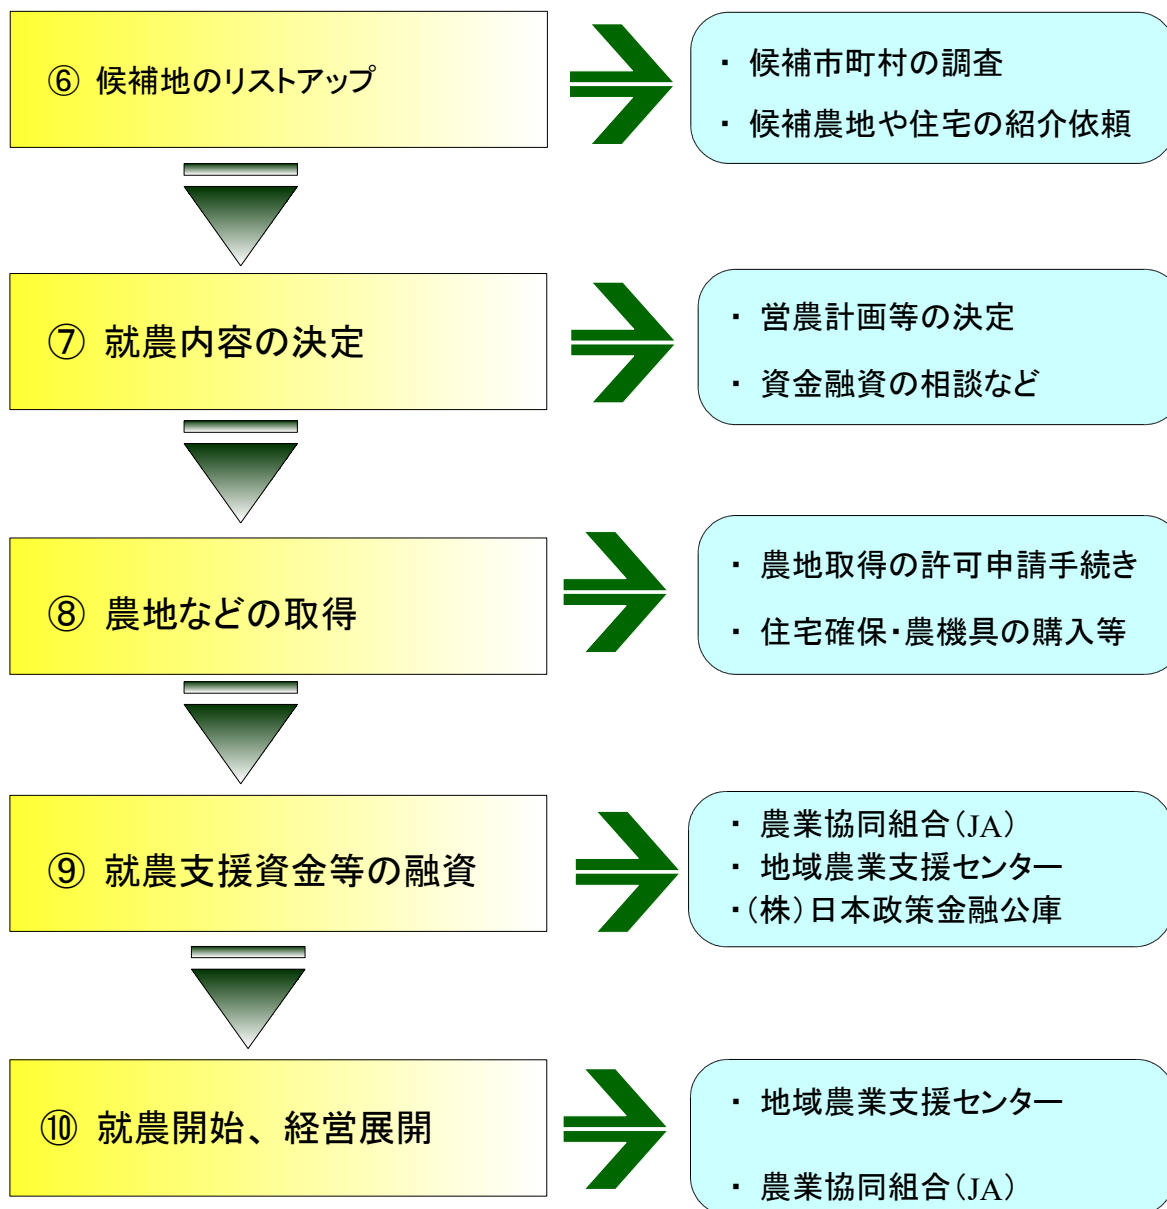 ⑥ 候補地のリストアップ
・ 候補市町村の調査
・ 候補農地や住宅の紹介依頼
⑦ 就農内容の決定
・ 営農計画等の決定
・ 資金融資の相談など
⑧ 農地などの取得
・ 農地取得の許可申請手続き
・ 住宅確保・農機具の購入等
⑨ 就農支援資金等の融資
・ 農業協同組合(JA)
・ 地域農業支援センター
・(株)日本政策金融公庫
⑩ 就農開始、経営展開
・ 地域農業支援センター
・ 農業協同組合(JA)